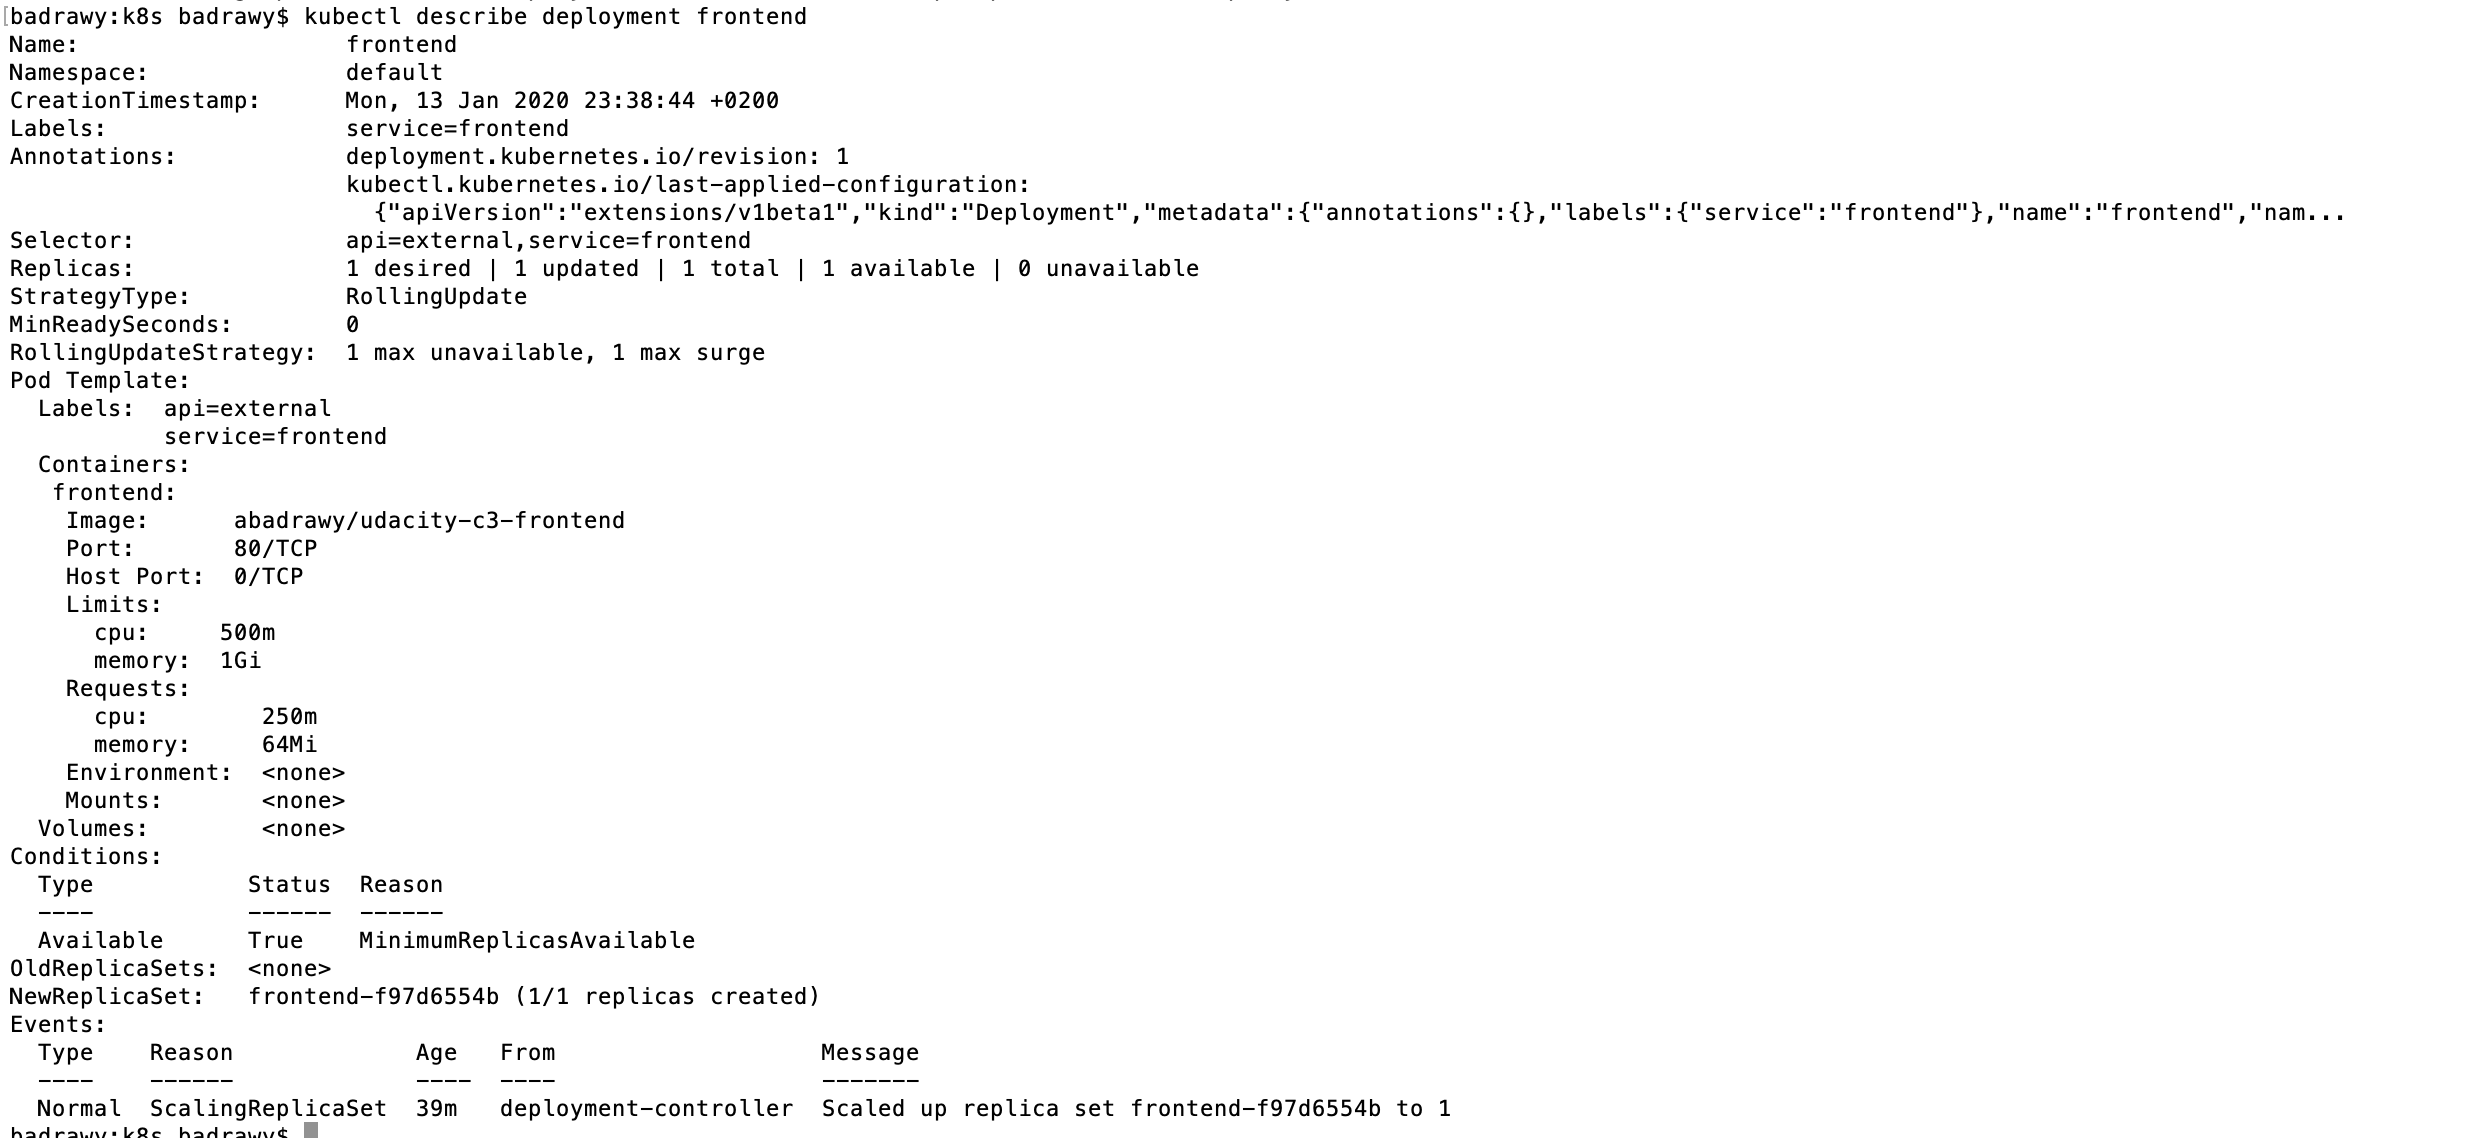 badrawy:k8s badrawy$ kubectl describe deployment frontend
Name:                   frontend
Namespace:              default
CreationTimestamp:      Mon, 13 Jan 2020 23:38:44 +0200
Labels:                 service=frontend
Annotations:            deployment.kubernetes.io/revision: 1
                        kubectl.kubernetes.io/last-applied-configuration:
                          {"apiVersion":"extensions/v1beta1","kind":"Deployment","metadata":{"annotations":{},"labels":{"service":"frontend"},"name":"frontend","nam...
Selector:               api=external,service=frontend
Replicas:               1 desired | 1 updated | 1 total | 1 available | 0 unavailable
StrategyType:           RollingUpdate
MinReadySeconds:        0
RollingUpdateStrategy:  1 max unavailable, 1 max surge
Pod Template:
  Labels:  api=external
           service=frontend
  Containers:
   frontend:
    Image:      abadrawy/udacity-c3-frontend
    Port:       80/TCP
    Host Port:  0/TCP
    Limits:
      cpu:     500m
      memory:  1Gi
    Requests:
      cpu:        250m
      memory:     64Mi
    Environment:  <none>
    Mounts:       <none>
  Volumes:        <none>
Conditions:
  Type           Status  Reason
  ----           ------  ------
  Available      True    MinimumReplicasAvailable
OldReplicaSets:  <none>
NewReplicaSet:   frontend-f97d6554b (1/1 replicas created)
Events:
  Type    Reason             Age   From                   Message
  ----    ------             ----  ----                   -------
  Normal  ScalingReplicaSet  39m   deployment-controller  Scaled up replica set frontend-f97d6554b to 1
badrawy:k8s badrawy$